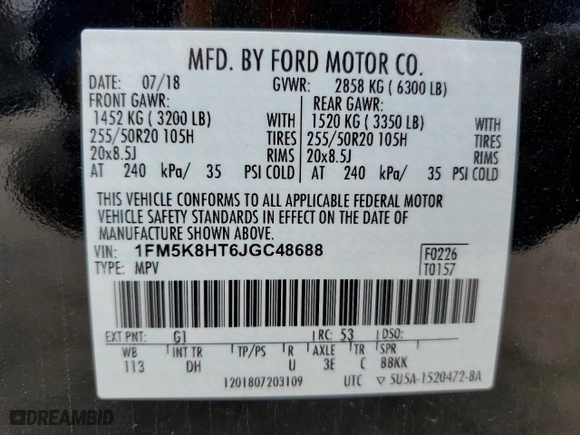 MFD. BY FORD MOTOR CO.
DATE: 07/18 GVWR: 2858 KG ( 6300 LB)
FRONT GAWR: REAR GAWR:
1452 KG ( 3200 LB) WITH 1520 KG ( 3350 LB) WITH
255/50R20 105H TIRES 255/50R20 105H TIRES
20x8.5J RIMS 20x8.5J RIMS
AT 240 kPa/ 35 PSI COLD AT 240 kPa/ 35 PSI COLD
THIS VEHICLE CONFORMS TO ALL APPLICABLE FEDERAL MOTOR
VEHICLE SAFETY STANDARDS IN EFFECT ON THE DATE OF
MANUFACTURE SHOWN ABOVE.
VIN: 1FM5K8HT6JGC48688 F0226
TYPE: MPV T0157
EXT PNT: G1 RC: 53 DSO:
WB INT TR TP/PS R AXLE TR SPR
113 DH U 3E C BBKK
1201807203109 UTC ▽ 5U5A-1520472-BA
DREAMBID